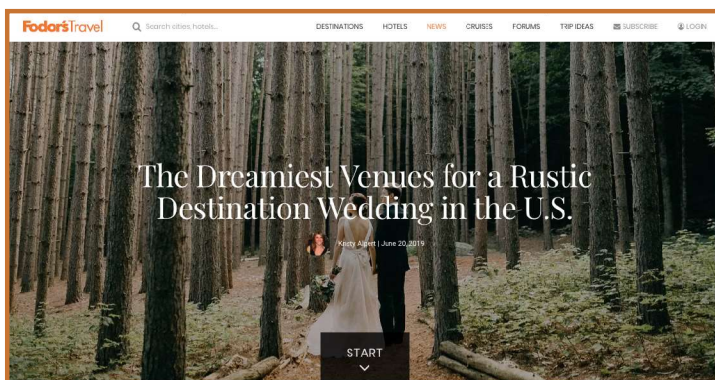 Fodor'sTravel
Search cities, hotels...
DESTINATIONS HOTELS NEWS CRUISES FORUMS TRIP IDEAS SUBSCRIBE LOGIN
The Dreamiest Venues for a Rustic
Destination Wedding in the U.S.
Kristy Alpert | June 20, 2019
START